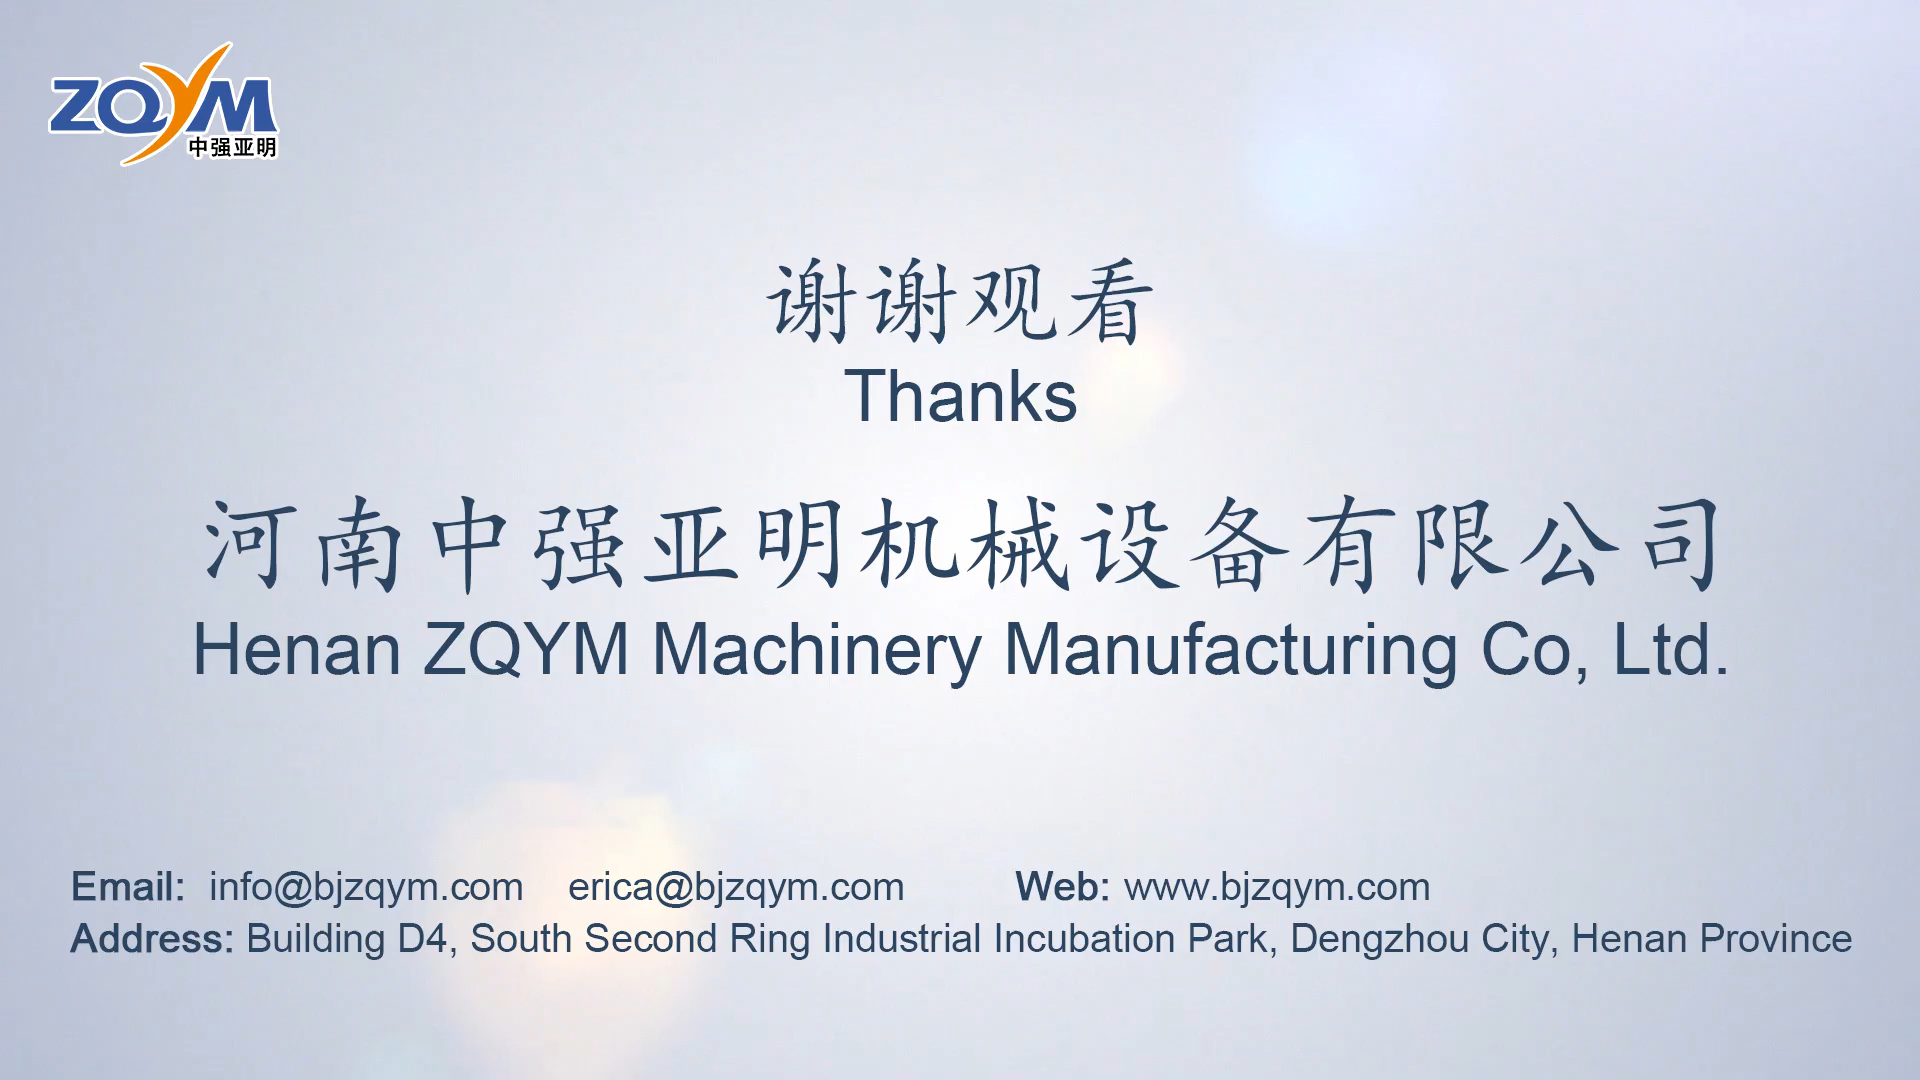 ZQYM
中强亚明
谢谢观看
Thanks
河南中强亚明机械设备有限公司
Henan ZQYM Machinery Manufacturing Co, Ltd.
Email: info@bjzqym.com erica@bjzqym.com Web: www.bjzqym.com
Address: Building D4, South Second Ring Industrial Incubation Park, Dengzhou City, Henan Province